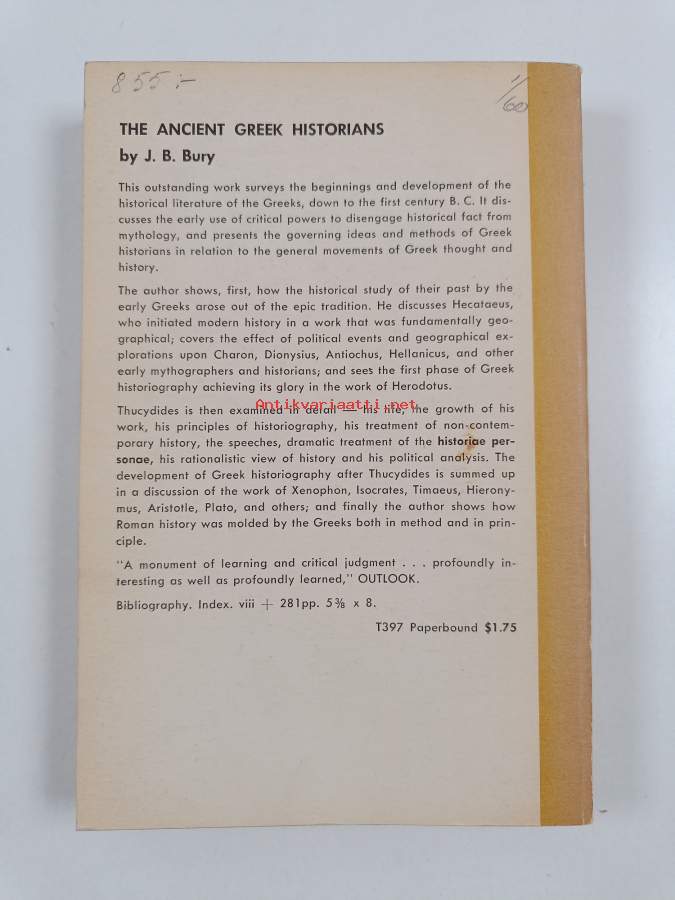 855:-
1/60
THE ANCIENT GREEK HISTORIANS
by J. B. Bury
This outstanding work surveys the beginnings and development of the
historical literature of the Greeks, down to the first century B. C. It dis-
cusses the early use of critical powers to disengage historical fact from
mythology, and presents the governing ideas and methods of Greek
historians in relation to the general movements of Greek thought and
history.
The author shows, first, how the historical study of their past by the
early Greeks arose out of the epic tradition. He discusses Hecataeus,
who initiated modern history in a work that was fundamentally geo-
graphical; covers the effect of political events and geographical ex-
plorations upon Charon, Dionysius, Antiochus, Hellanicus, and other
early mythographers and historians; and sees the first phase of Greek
historiography achieving its glory in the work of Herodotus.
Antikvariaatti.net
Thucydides is then examined in detail — his life, the growth of his
work, his principles of historiography, his treatment of non-contem-
porary history, the speeches, dramatic treatment of the historiae per-
sonae, his rationalistic view of history and his political analysis. The
development of Greek historiography after Thucydides is summed up
in a discussion of the work of Xenophon, Isocrates, Timaeus, Hierony-
mus, Aristotle, Plato, and others; and finally the author shows how
Roman history was molded by the Greeks both in method and in prin-
ciple.
"A monument of learning and critical judgment . . . profoundly in-
teresting as well as profoundly learned," OUTLOOK.
Bibliography. Index. viii + 281pp. 5⅜ x 8.
T397 Paperbound $1.75